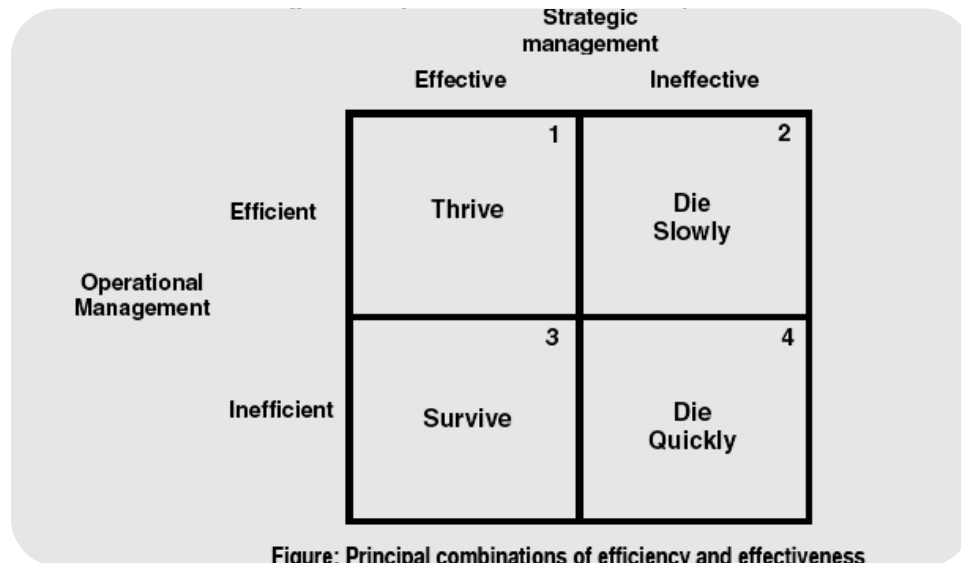 Strategic
management
Effective
Ineffective
1
2
Efficient
Thrive
Die
Slowly
Operational
Management
3
4
Inefficient
Survive
Die
Quickly
Figure: Principal combinations of efficiency and effectiveness